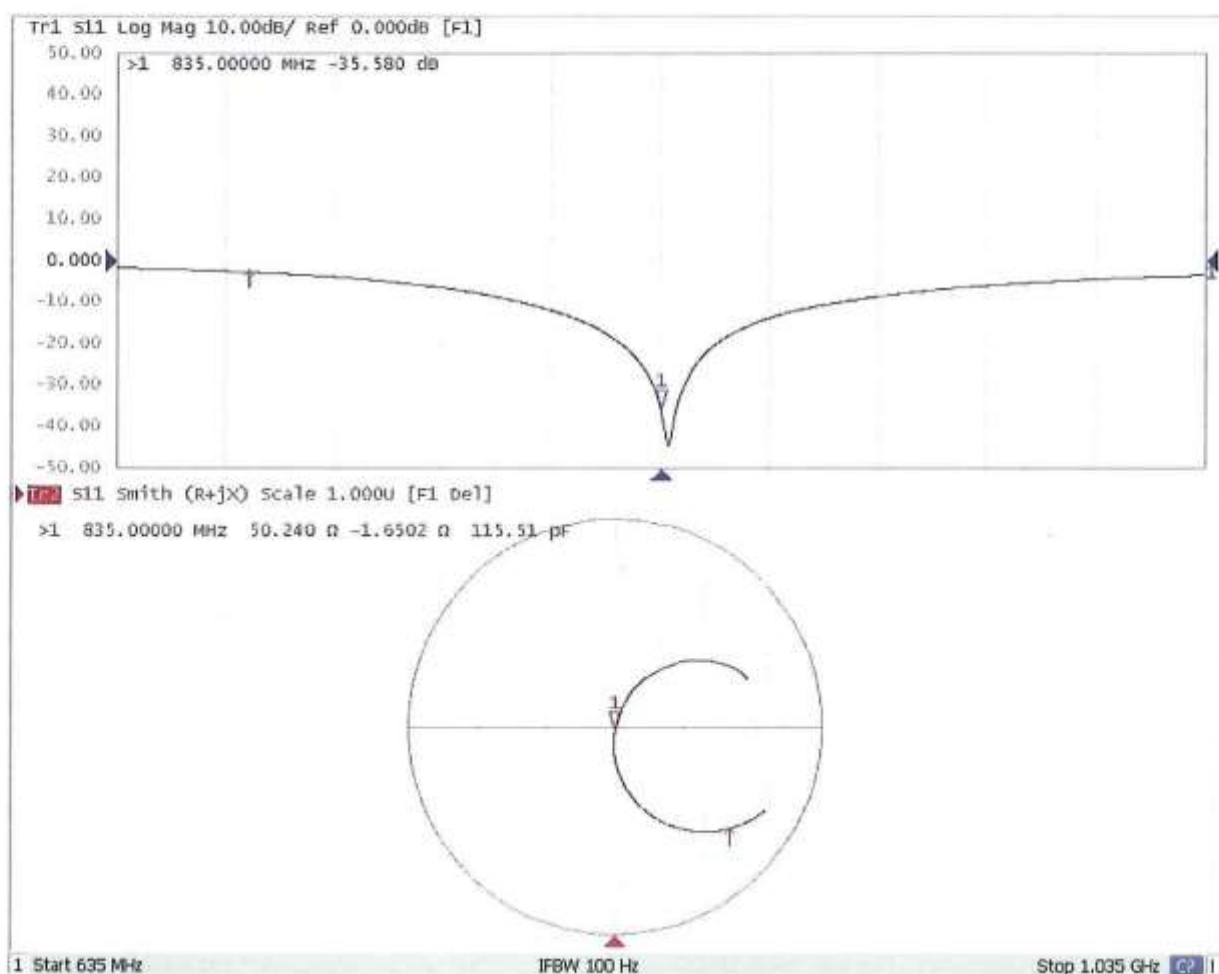 Tr1 S11 Log Mag 10.00dB/ Ref 0.000dB [F1]
50.00
>1 835.00000 MHz -35.580 dB
40.00
30.00
20.00
10.00
0.000
-10.00
-20.00
-30.00
1
-40.00
-50.00
Tr2 S11 Smith (R+jX) Scale 1.000U [F1 Del]
>1 835.00000 MHz 50.240 Ω -1.6502 Ω 115.51 pF
1
1 Start 635 MHz IFBW 100 Hz Stop 1.035 GHz C?